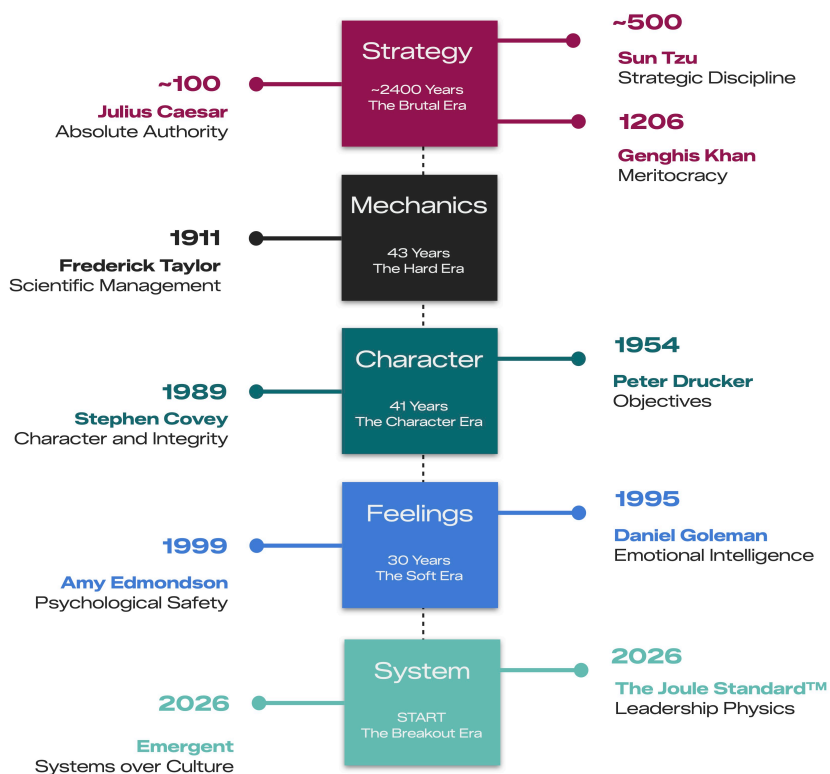 Strategy
~2400 Years
The Brutal Era
~500
Sun Tzu
Strategic Discipline
~100
Julius Caesar
Absolute Authority
1206
Genghis Khan
Meritocracy
Mechanics
43 Years
The Hard Era
1911
Frederick Taylor
Scientific Management
Character
41 Years
The Character Era
1954
Peter Drucker
Objectives
1989
Stephen Covey
Character and Integrity
Feelings
30 Years
The Soft Era
1995
Daniel Goleman
Emotional Intelligence
1999
Amy Edmondson
Psychological Safety
System
START
The Breakout Era
2026
The Joule Standard™
Leadership Physics
2026
Emergent
Systems over Culture